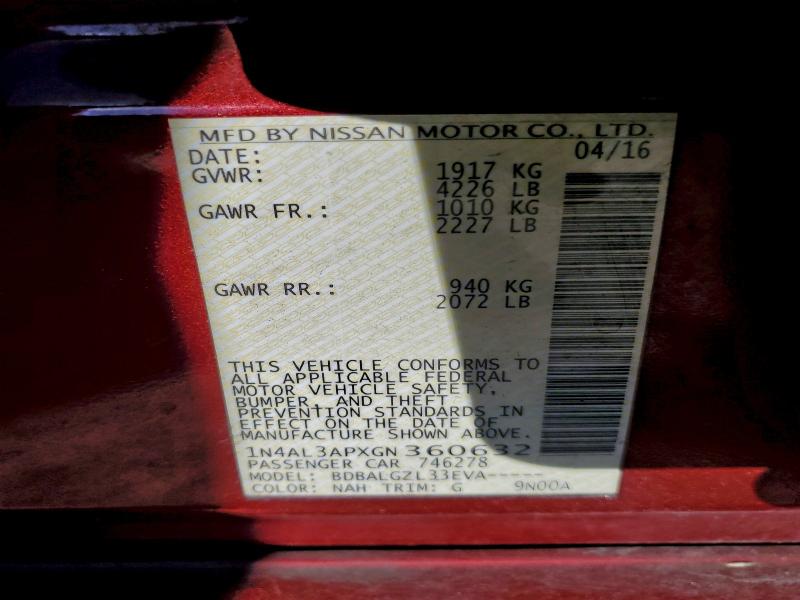 MFD BY NISSAN MOTOR CO., LTD.
DATE: 04/16
GVWR: 1917 KG
4226 LB
GAWR FR.: 1010 KG
2227 LB
GAWR RR.: 940 KG
2072 LB
THIS VEHICLE CONFORMS TO
ALL APPLICABLE FEDERAL
MOTOR VEHICLE SAFETY,
BUMPER, AND THEFT
PREVENTION STANDARDS IN
EFFECT ON THE DATE OF
MANUFACTURE SHOWN ABOVE.
1N4AL3APXGN360632
PASSENGER CAR 746278
MODEL: BDBALGZL33EVA-----
COLOR: NAH TRIM: G 9N00A